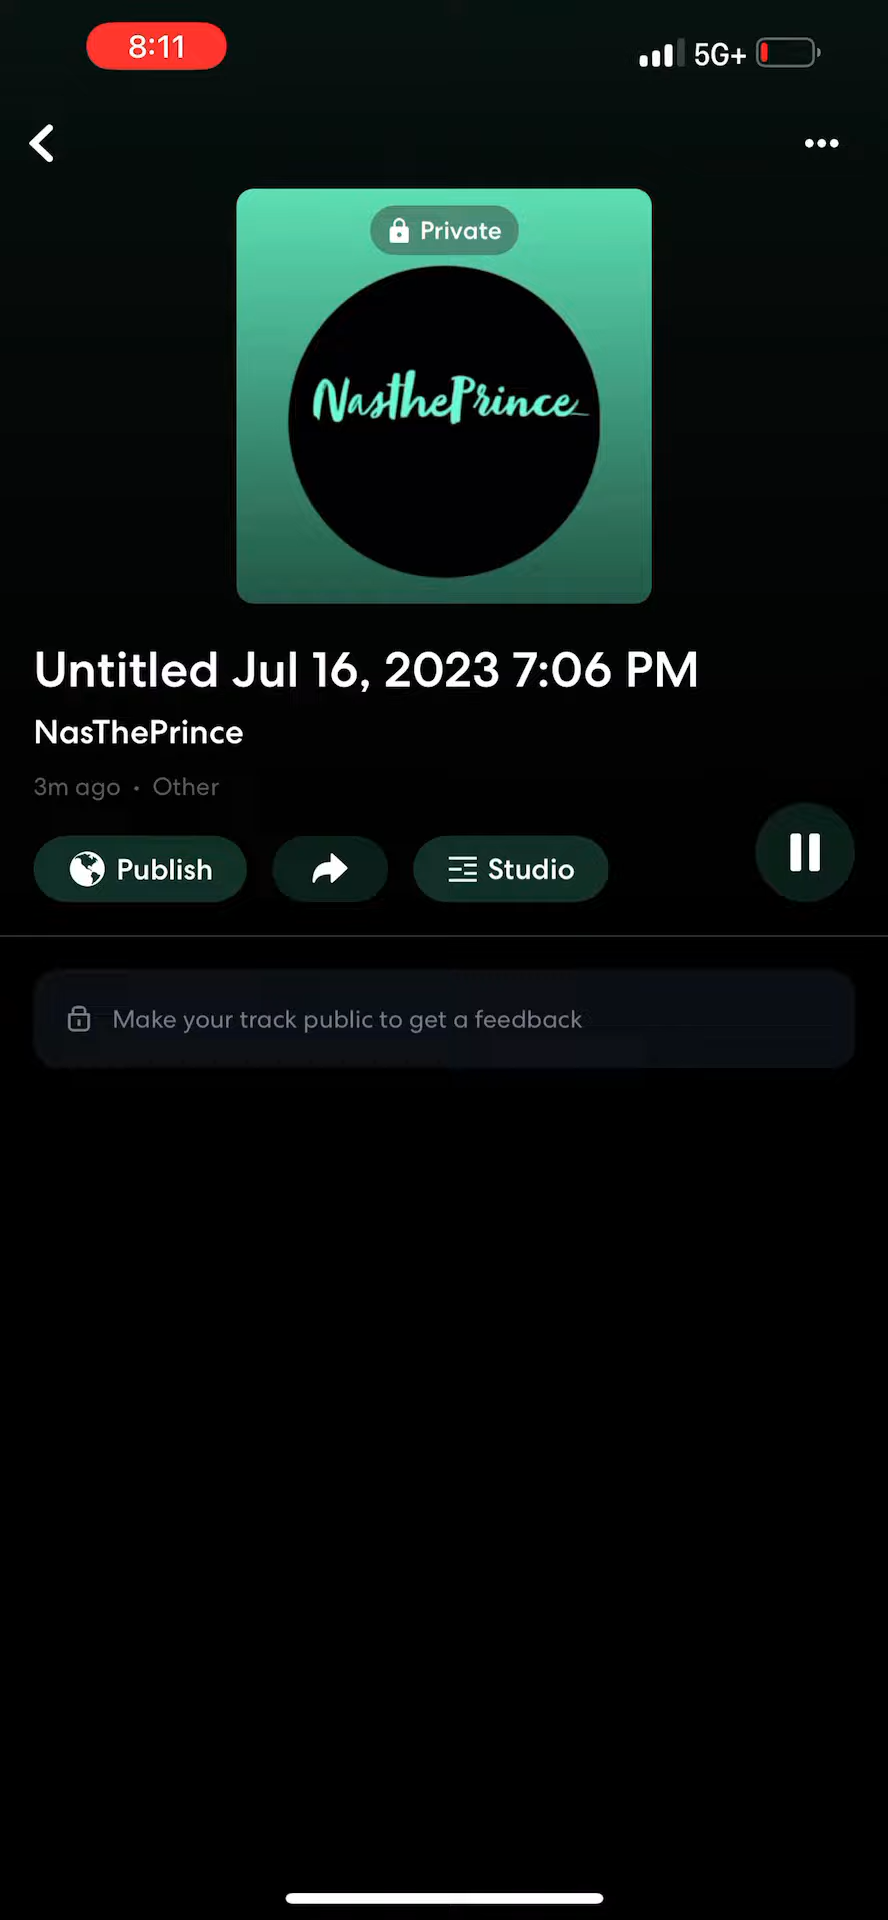 8:11
5G+
Private
NasthePrince
Untitled Jul 16, 2023 7:06 PM
NasThePrince
3m ago • Other
Publish
Studio
Make your track public to get a feedback